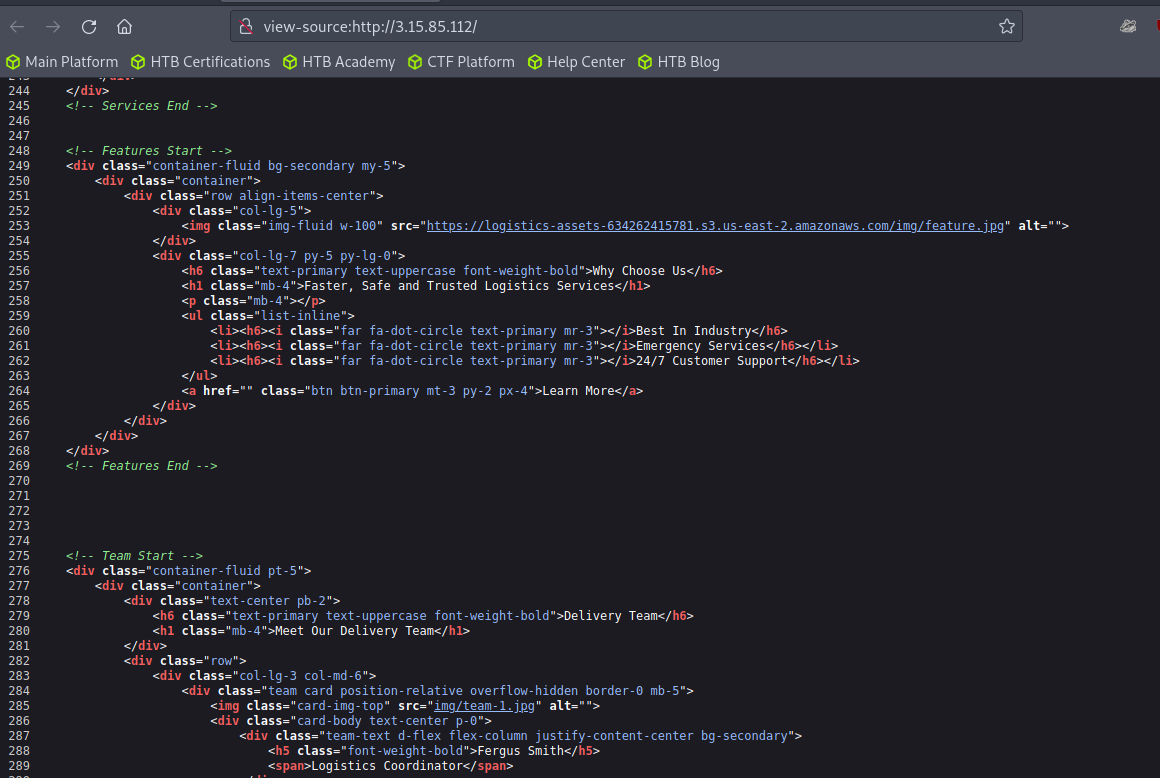 view-source:http://3.15.85.112/
Main Platform HTB Certifications HTB Academy CTF Platform Help Center HTB Blog
243 </div>
244 </div>
245 <!-- Services End -->
246
247
248 <!-- Features Start -->
249 <div class="container-fluid bg-secondary my-5">
250 <div class="container">
251 <div class="row align-items-center">
252 <div class="col-lg-5">
253 <img class="img-fluid w-100" src="https://logistics-assets-634262415781.s3.us-east-2.amazonaws.com/img/feature.jpg" alt="">
254 </div>
255 <div class="col-lg-7 py-5 py-lg-0">
256 <h6 class="text-primary text-uppercase font-weight-bold">Why Choose Us</h6>
257 <h1 class="mb-4">Faster, Safe and Trusted Logistics Services</h1>
258 <p class="mb-4"></p>
259 <ul class="list-inline">
260 <li><h6><i class="far fa-dot-circle text-primary mr-3"></i>Best In Industry</h6>
261 <li><h6><i class="far fa-dot-circle text-primary mr-3"></i>Emergency Services</h6></li>
262 <li><h6><i class="far fa-dot-circle text-primary mr-3"></i>24/7 Customer Support</h6></li>
263 </ul>
264 <a href="" class="btn btn-primary mt-3 py-2 px-4">Learn More</a>
265 </div>
266 </div>
267 </div>
268 </div>
269 <!-- Features End -->
270
271
272
273
274
275 <!-- Team Start -->
276 <div class="container-fluid pt-5">
277 <div class="container">
278 <div class="text-center pb-2">
279 <h6 class="text-primary text-uppercase font-weight-bold">Delivery Team</h6>
280 <h1 class="mb-4">Meet Our Delivery Team</h1>
281 </div>
282 <div class="row">
283 <div class="col-lg-3 col-md-6">
284 <div class="team card position-relative overflow-hidden border-0 mb-5">
285 <img class="card-img-top" src="img/team-1.jpg" alt="">
286 <div class="card-body text-center p-0">
287 <div class="team-text d-flex flex-column justify-content-center bg-secondary">
288 <h5 class="font-weight-bold">Fergus Smith</h5>
289 <span>Logistics Coordinator</span>